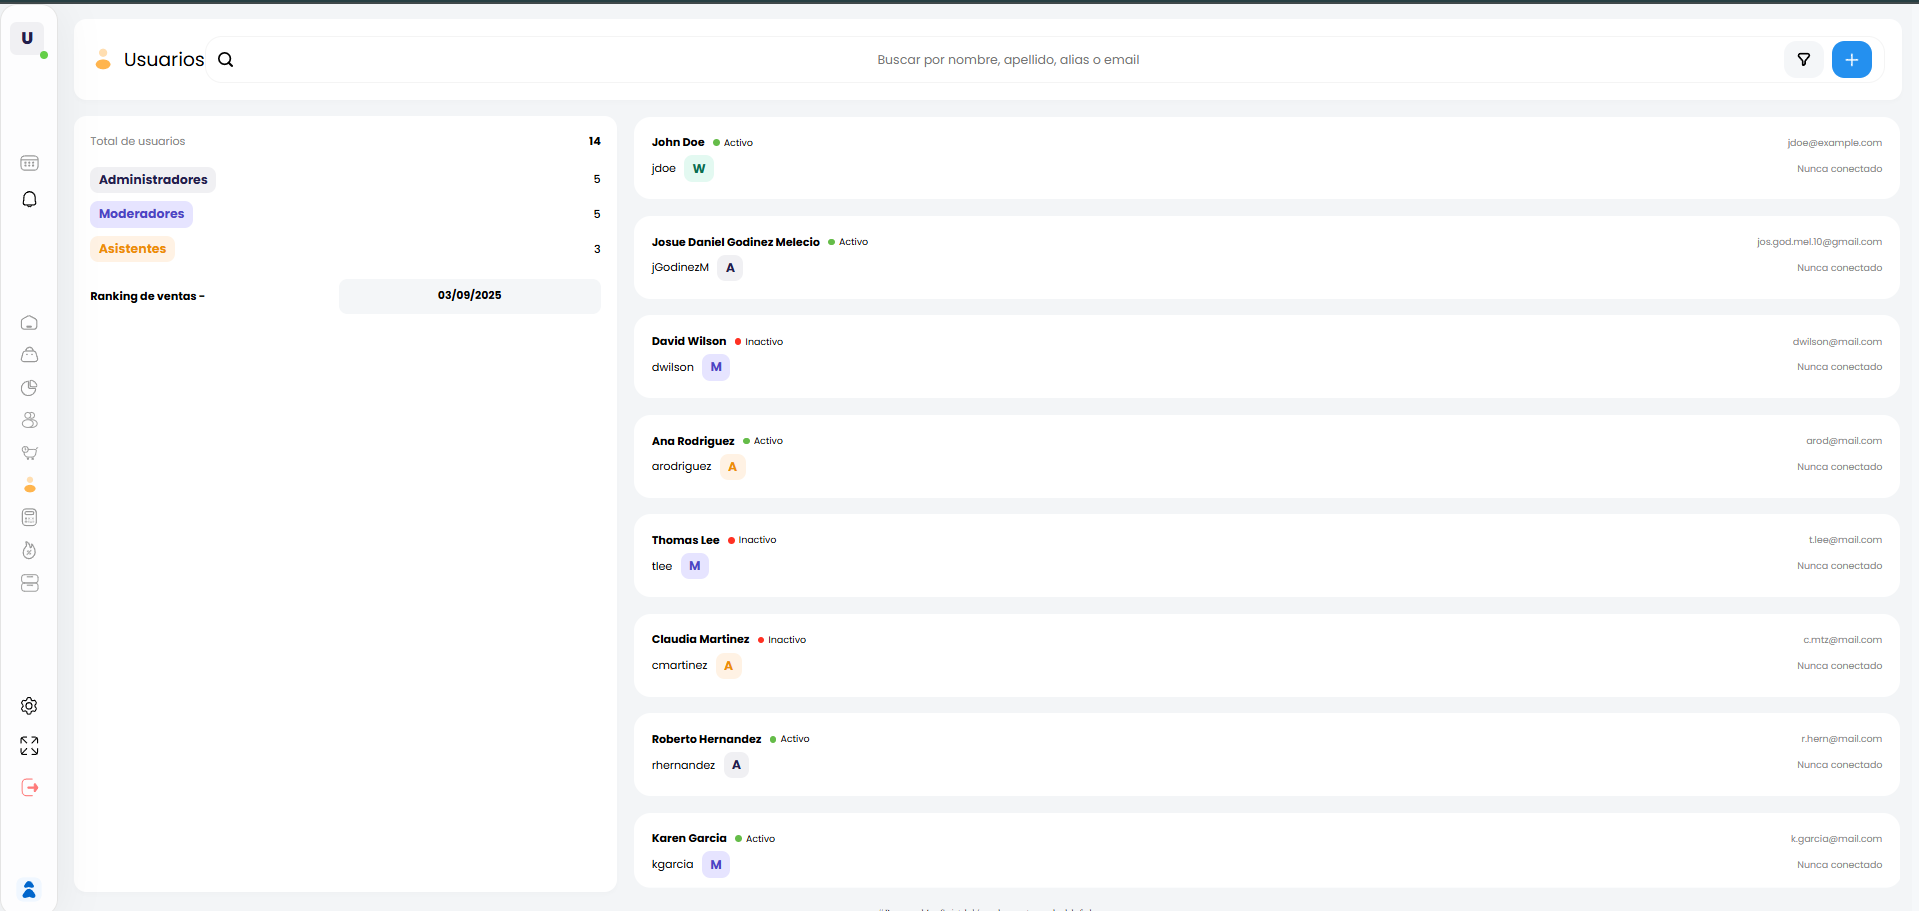 U
Usuarios
Buscar por nombre, apellido, alias o email
Total de usuarios 14
Administradores 5
Moderadores 5
Asistentes 3
Ranking de ventas - 03/09/2025
John Doe Activo jdoe@example.com
jdoe W Nunca conectado
Josue Daniel Godinez Melecio Activo jos.god.mel.10@gmail.com
jGodinezM A Nunca conectado
David Wilson Inactivo dwilson@mail.com
dwilson M Nunca conectado
Ana Rodriguez Activo arod@mail.com
arodriguez A Nunca conectado
Thomas Lee Inactivo t.lee@mail.com
tlee M Nunca conectado
Claudia Martinez Inactivo c.mtz@mail.com
cmartinez A Nunca conectado
Roberto Hernandez Activo r.hern@mail.com
rhernandez A Nunca conectado
Karen Garcia Activo k.garcia@mail.com
kgarcia M Nunca conectado